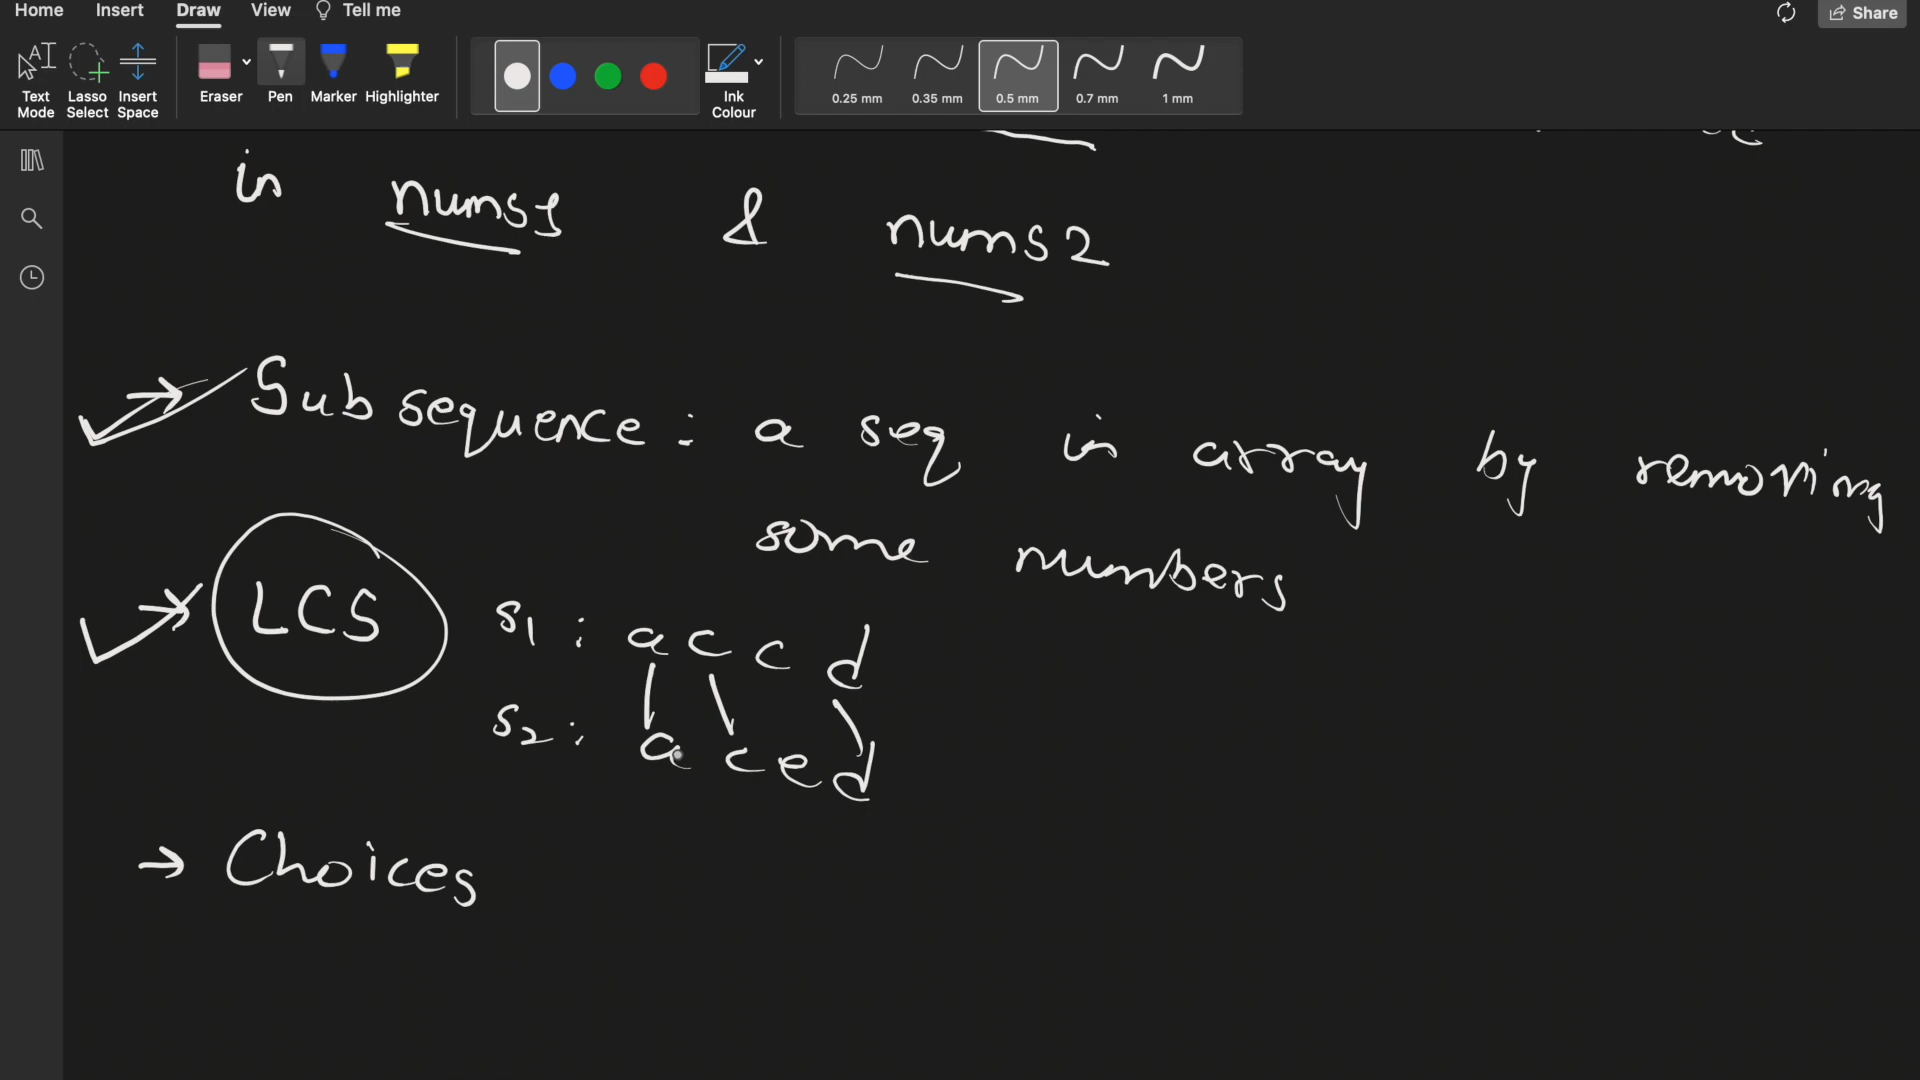 Home Insert Draw View Tell me
Share
Text Mode Lasso Select Insert Space Eraser Pen Marker Highlighter Ink Colour 0.25 mm 0.35 mm 0.5 mm 0.7 mm 1 mm
in nums1 & nums2
→ Subsequence : a seq in array by removing
some numbers
→ LCS s1 : a c c d
s2 : a c e d
→ Choices